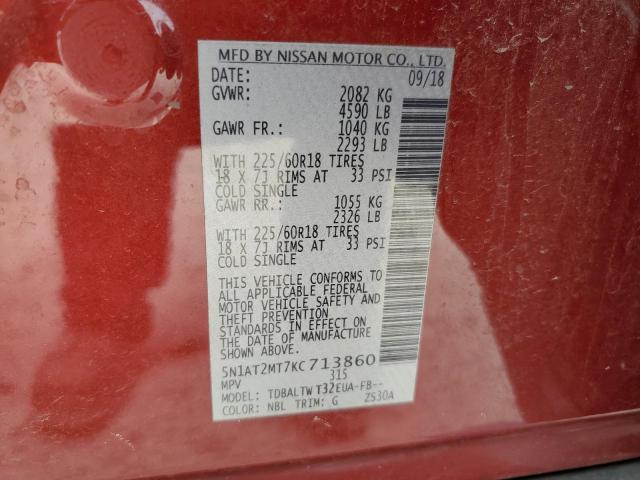 MFD BY NISSAN MOTOR CO., LTD.
DATE: 09/18
GVWR: 2082 KG
4590 LB
GAWR FR.: 1040 KG
2293 LB
WITH 225/60R18 TIRES
18 X 7J RIMS AT 33 PSI
COLD SINGLE
GAWR RR.: 1055 KG
2326 LB
WITH 225/60R18 TIRES
18 X 7J RIMS AT 33 PSI
COLD SINGLE
THIS VEHICLE CONFORMS TO
ALL APPLICABLE FEDERAL
MOTOR VEHICLE SAFETY AND
THEFT PREVENTION
STANDARDS IN EFFECT ON
THE DATE OF MANUFACTURE
SHOWN ABOVE.
5N1AT2MT7KC713860
MPV 315
MODEL: TDBALTW T32EUA-FB--
COLOR: NBL TRIM: G ZS30A